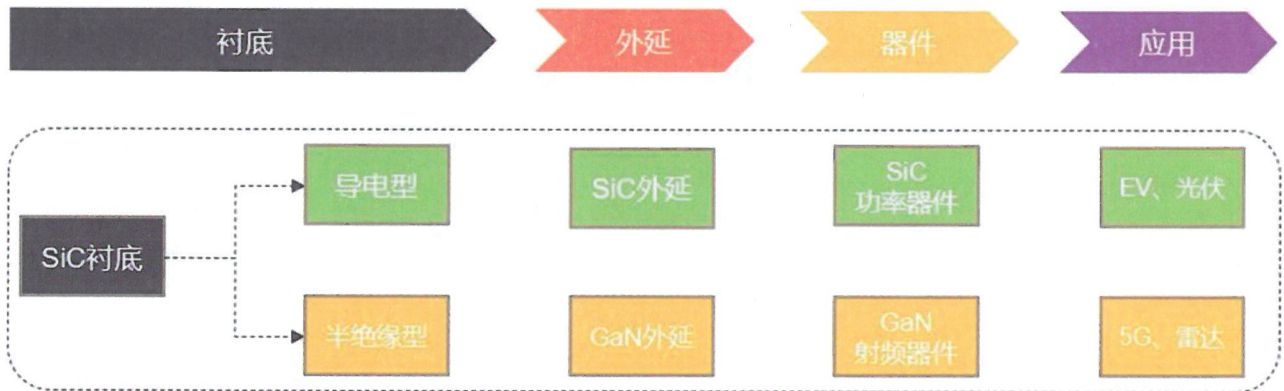 衬底
外延
器件
应用
导电型
SiC外延
SiC
功率器件
EV、光伏
SiC衬底
半绝缘型
GaN外延
GaN
射频器件
5G、雷达